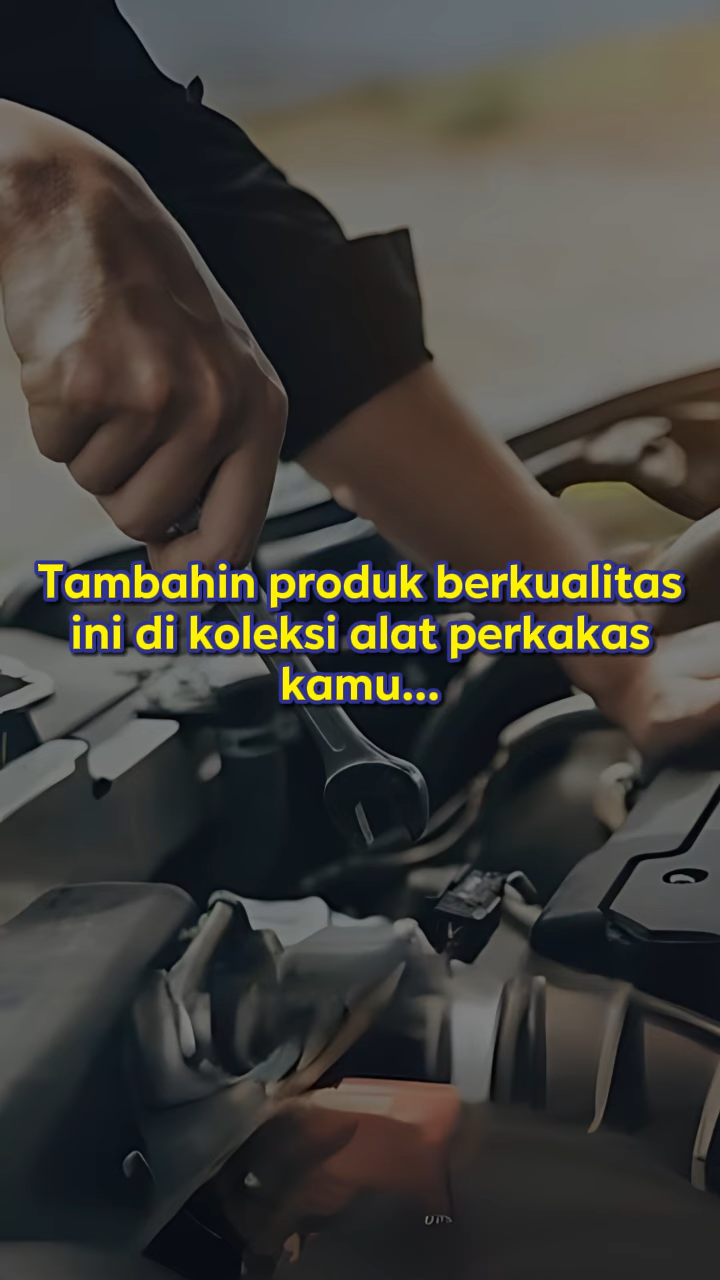 Tambahin produk berkualitas
ini di koleksi alat perkakas
kamu...